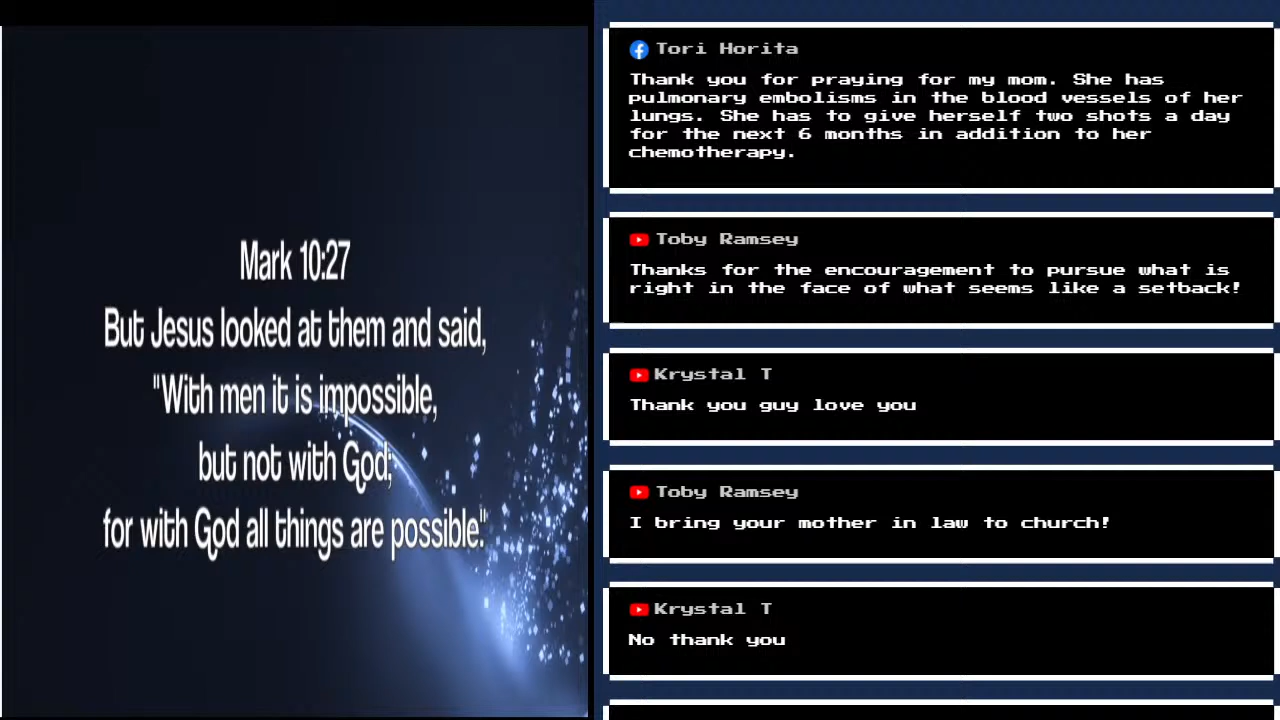 Mark 10:27
But Jesus looked at them and said,
"With men it is impossible,
but not with God;
for with God all things are possible."
Tori Horita
Thank you for praying for my mom. She has
pulmonary embolisms in the blood vessels of her
lungs. She has to give herself two shots a day
for the next 6 months in addition to her
chemotherapy.
Toby Ramsey
Thanks for the encouragement to pursue what is
right in the face of what seems like a setback!
Krystal T
Thank you guy love you
Toby Ramsey
I bring your mother in law to church!
Krystal T
No thank you